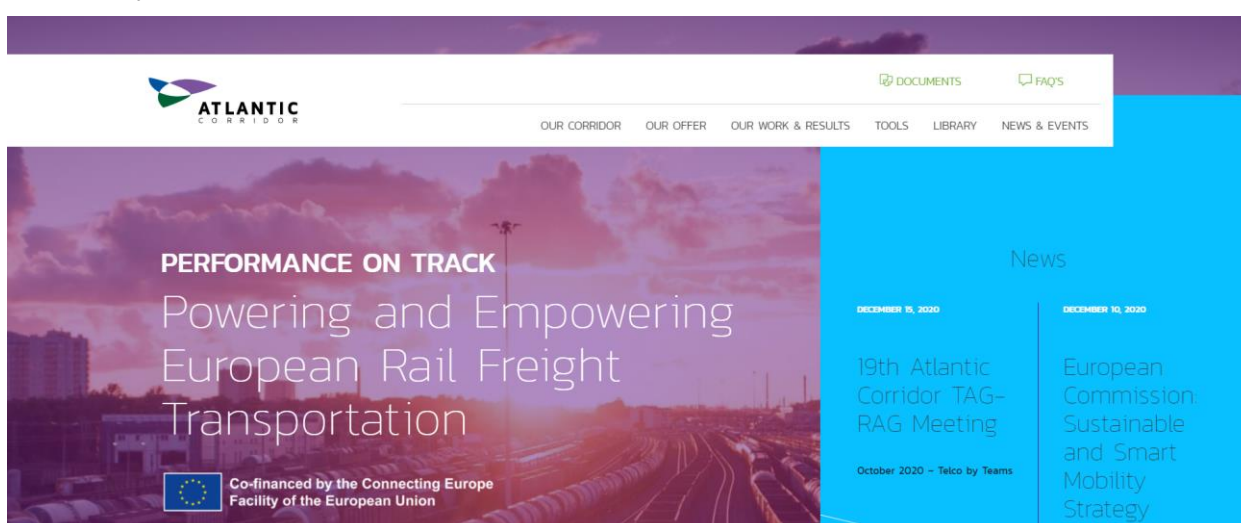 DOCUMENTS
FAQ'S
ATLANTIC
CORRIDOR
OUR CORRIDOR OUR OFFER OUR WORK & RESULTS TOOLS LIBRARY NEWS & EVENTS
PERFORMANCE ON TRACK
Powering and Empowering
European Rail Freight
Transportation
Co-financed by the Connecting Europe
Facility of the European Union
News
DECEMBER 15, 2020
19th Atlantic
Corridor TAG-
RAG Meeting
October 2020 – Telco by Teams
DECEMBER 10, 2020
European
Commission:
Sustainable
and Smart
Mobility
Strategy